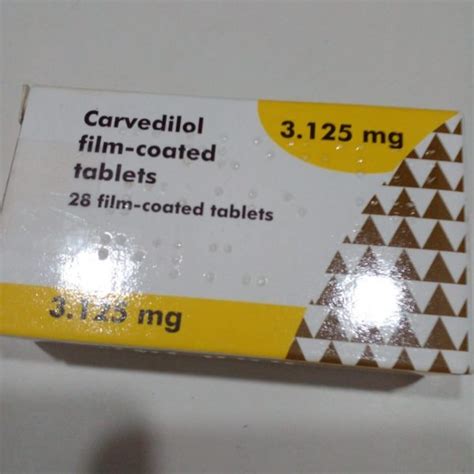 Carvedilol
film-coated
tablets
28 film-coated tablets
3.125 mg
3.125 mg